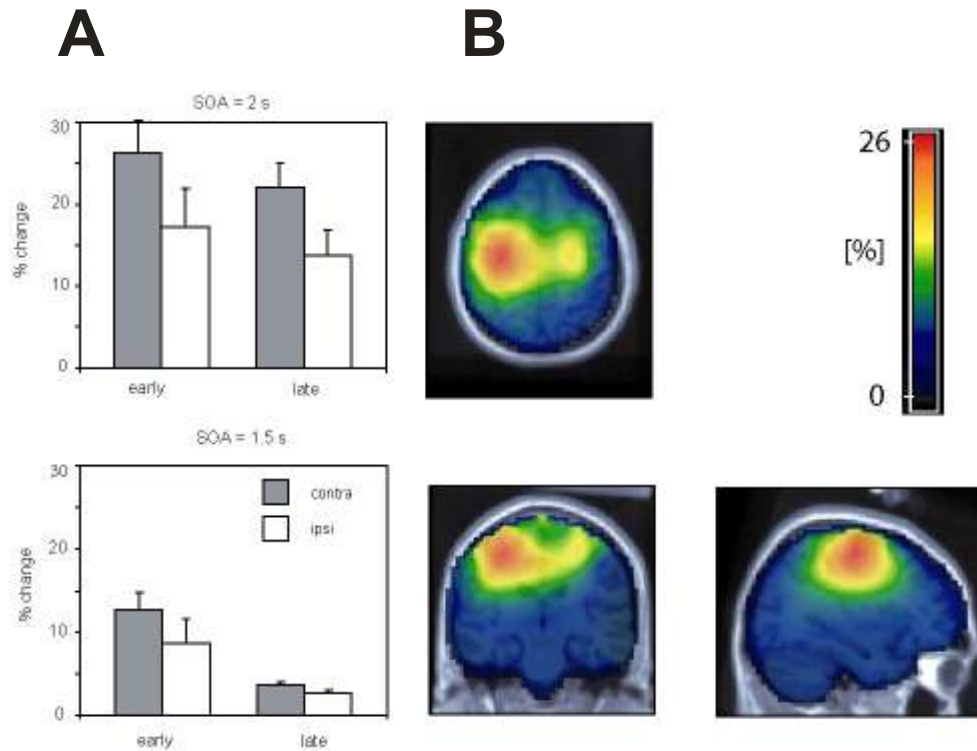 A
B
SOA = 2 s
30
20
10
0
% change
early
late
26
[%]
0
SOA = 1.5 s
30
20
10
0
% change
contra
ipsi
early
late